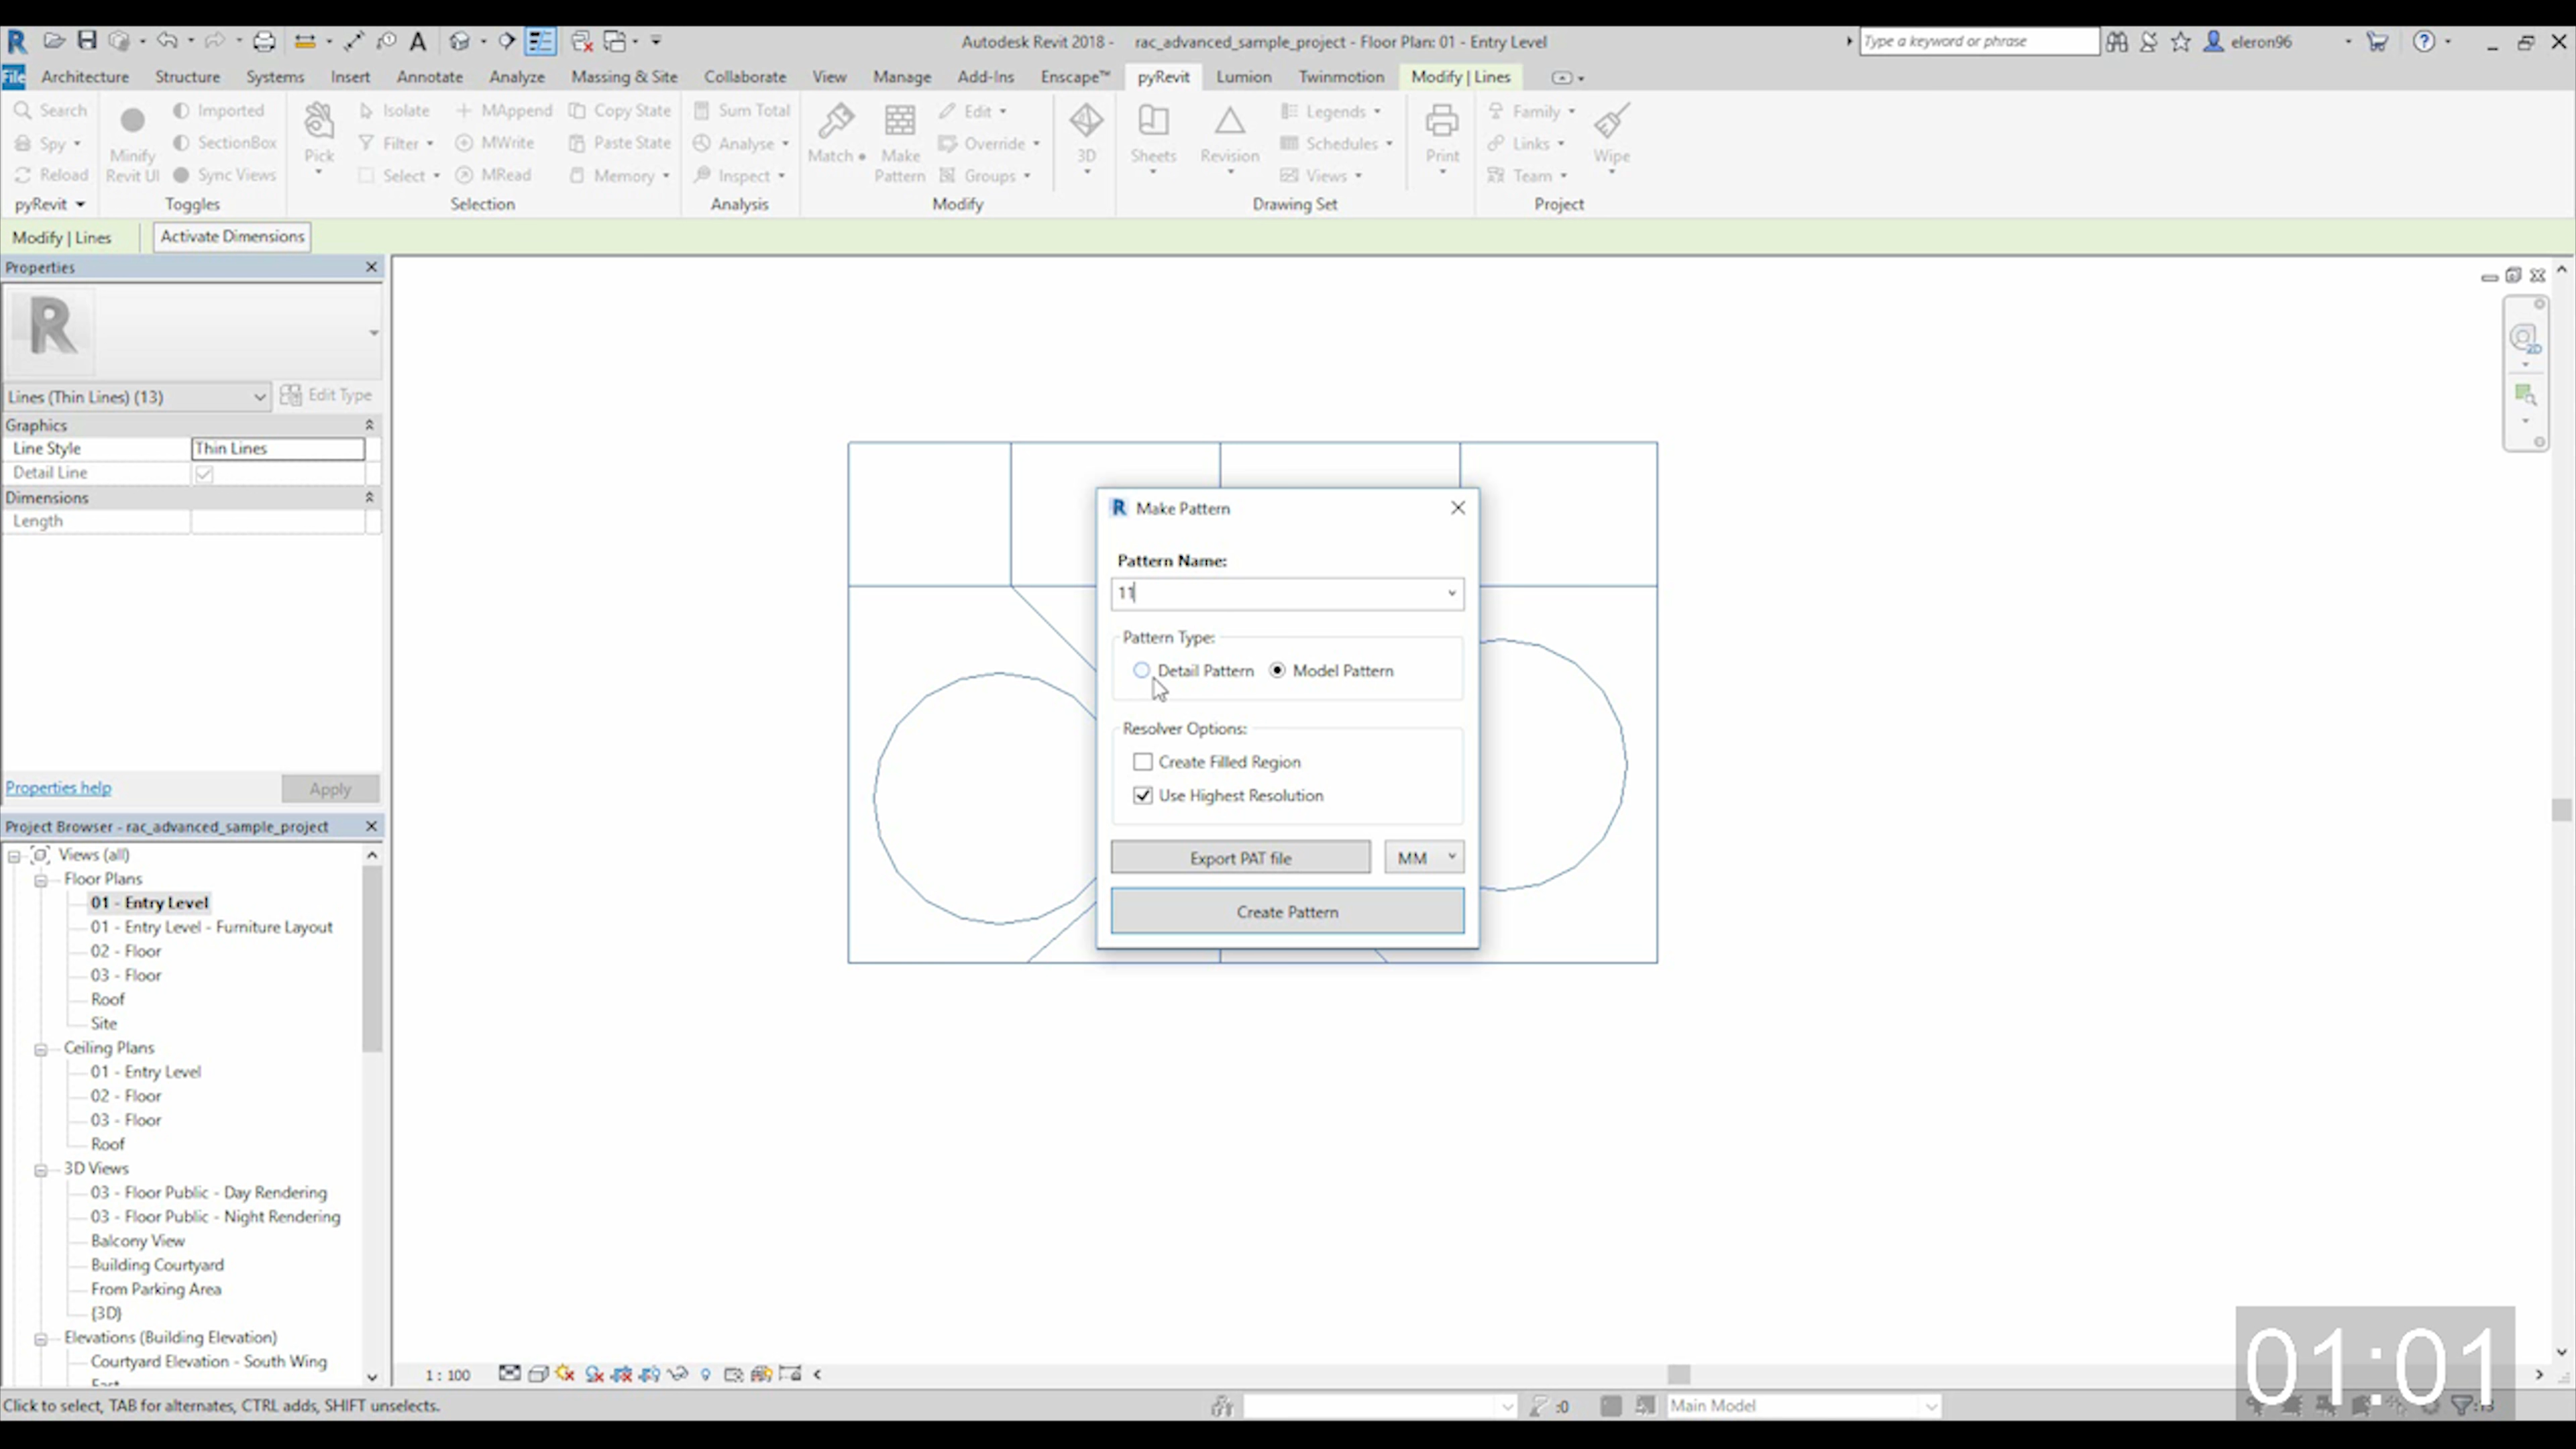 Autodesk Revit 2018 - rac_advanced_sample_project - Floor Plan: 01 - Entry Level
Type a keyword or phrase
eleron96
File Architecture Structure Systems Insert Annotate Analyze Massing & Site Collaborate View Manage Add-Ins Enscape™ pyRevit Lumion Twinmotion Modify | Lines
Search Imported Isolate MAppend Copy State Sum Total Edit Legends Family
Spy SectionBox Filter MWrite Paste State Analyse Override Schedules Links
Minify Revit UI Pick Match Make Pattern 3D Sheets Revision Print Wipe
Reload Sync Views Select MRead Memory Inspect Groups Views Team
pyRevit Toggles Selection Analysis Modify Drawing Set Project
Modify | Lines Activate Dimensions
Properties
Lines (Thin Lines) (13) Edit Type
Graphics
Line Style Thin Lines
Detail Line
Dimensions
Length
Properties help Apply
Project Browser - rac_advanced_sample_project
Views (all)
Floor Plans
01 - Entry Level
01 - Entry Level - Furniture Layout
02 - Floor
03 - Floor
Roof
Site
Ceiling Plans
01 - Entry Level
02 - Floor
03 - Floor
Roof
3D Views
03 - Floor Public - Day Rendering
03 - Floor Public - Night Rendering
Balcony View
Building Courtyard
From Parking Area
{3D}
Elevations (Building Elevation)
Courtyard Elevation - South Wing
East
Make Pattern
Pattern Name:
11
Pattern Type:
Detail Pattern Model Pattern
Resolver Options:
Create Filled Region
Use Highest Resolution
Export PAT file MM
Create Pattern
2D
1 : 100
Click to select, TAB for alternates, CTRL adds, SHIFT unselects.
:0
Main Model
:13
01:01